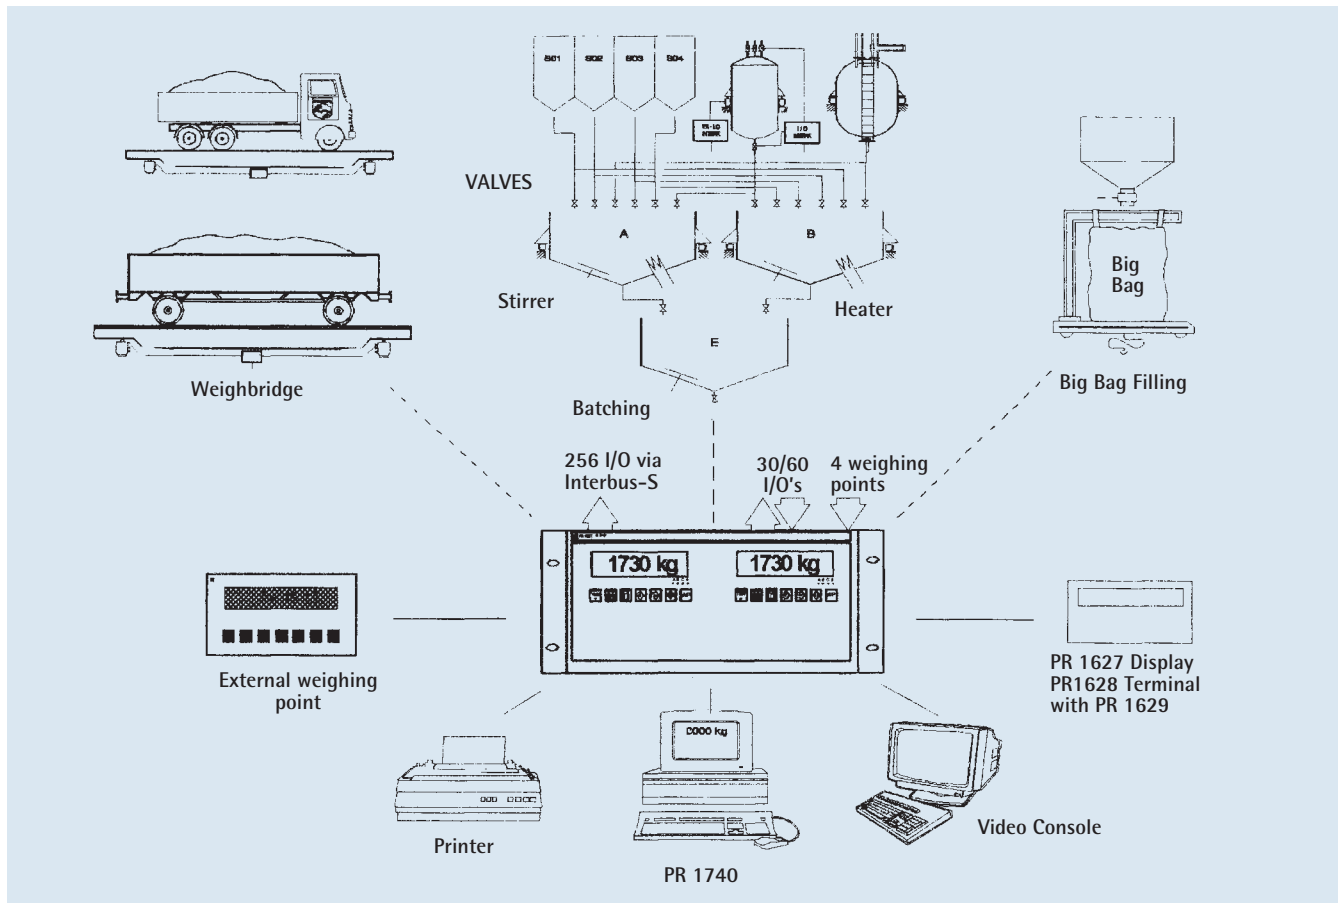 S01 S02 S03 S04
VALVES
A
B
Stirrer
Heater
E
Batching
Weighbridge
Big
Bag
Big Bag Filling
256 I/O via
Interbus-S
30/60
I/O's
4 weighing
points
1730 kg
1730 kg
External weighing
point
PR 1627 Display
PR1628 Terminal
with PR 1629
0000 kg
Printer
PR 1740
Video Console